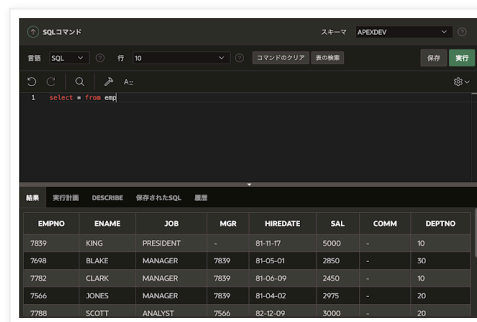 SQLコマンド スキーマ APEXDEV
言語 SQL 行 10 コマンドのクリア 表の検索 保存 実行
A
1 select * from emp
結果 実行計画 DESCRIBE 保存されたSQL 履歴
EMPNO ENAME JOB MGR HIREDATE SAL COMM DEPTNO
7839 KING PRESIDENT - 81-11-17 5000 - 10
7698 BLAKE MANAGER 7839 81-05-01 2850 - 30
7782 CLARK MANAGER 7839 81-06-09 2450 - 10
7566 JONES MANAGER 7839 81-04-02 2975 - 20
7788 SCOTT ANALYST 7566 82-12-09 3000 - 20